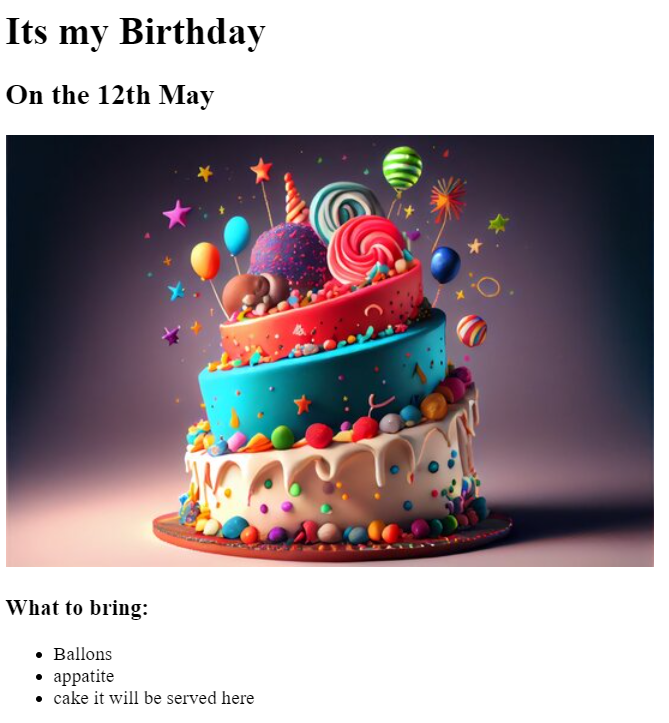 Its my Birthday
On the 12th May
What to bring:
Ballons
appatite
cake it will be served here